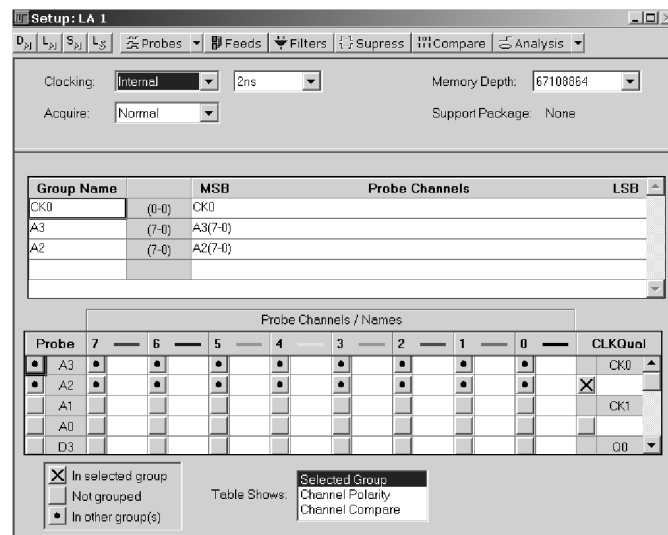 Setup: LA 1
Probes Feeds Filters Supress Compare Analysis
Clocking: Internal 2ns Memory Depth: 67108864
Acquire: Normal Support Package: None
Group Name MSB Probe Channels LSB
CK0 (0-0) CK0
A3 (7-0) A3(7-0)
A2 (7-0) A2(7-0)
Probe Channels / Names
Probe 7 6 5 4 3 2 1 0 CLKQual
A3 CK0
A2
A1 CK1
A0
D3 Q0
In selected group
Not grouped
In other group(s)
Table Shows: Selected Group
Channel Polarity
Channel Compare